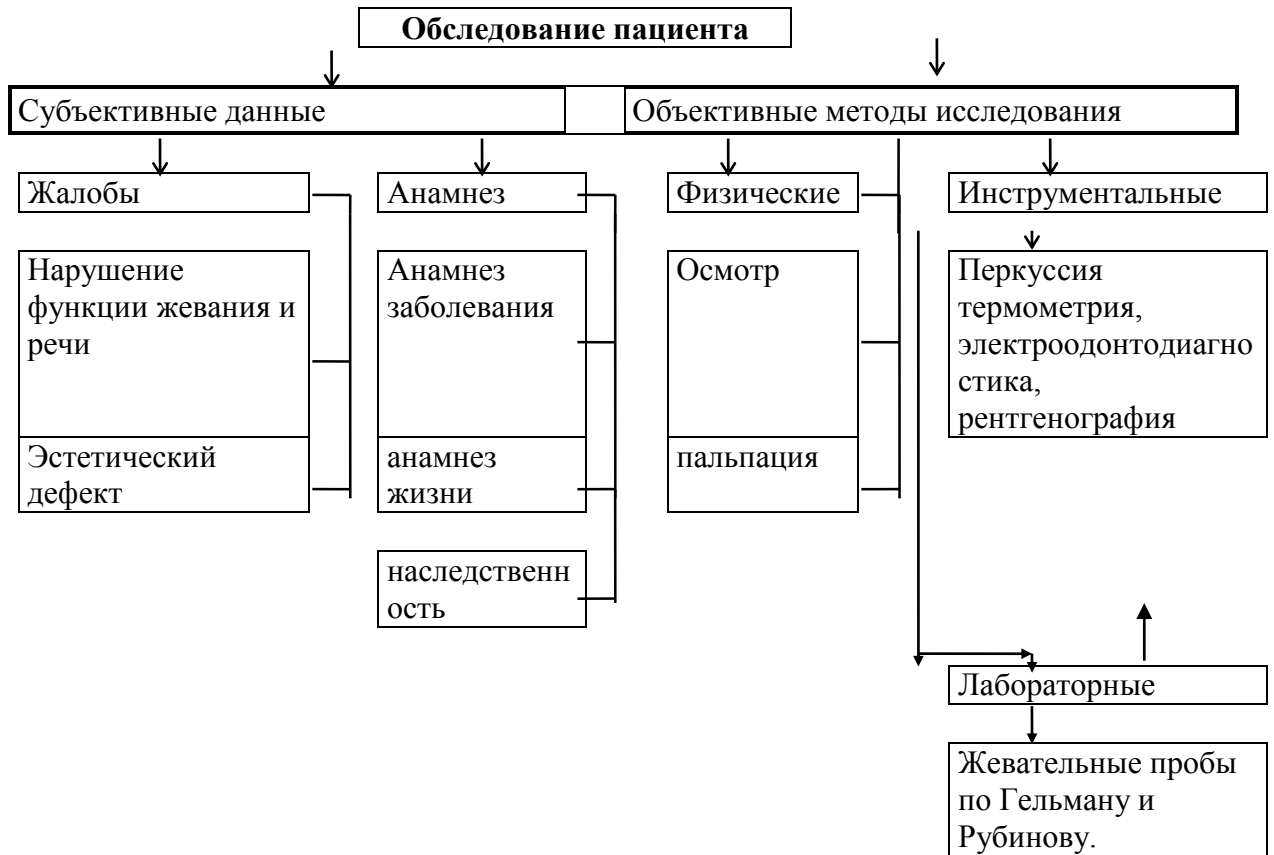 Обследование пациента
Субъективные данные
Объективные методы исследования
Жалобы
Анамнез
Физические
Инструментальные
Нарушение
функции жевания и
речи
Анамнез
заболевания
Осмотр
Перкуссия
термометрия,
электроодонтодиагно
стика,
рентгенография
Эстетический
дефект
анамнез
жизни
пальпация
наследственн
ость
Лабораторные
Жевательные пробы
по Гельману и
Рубинову.